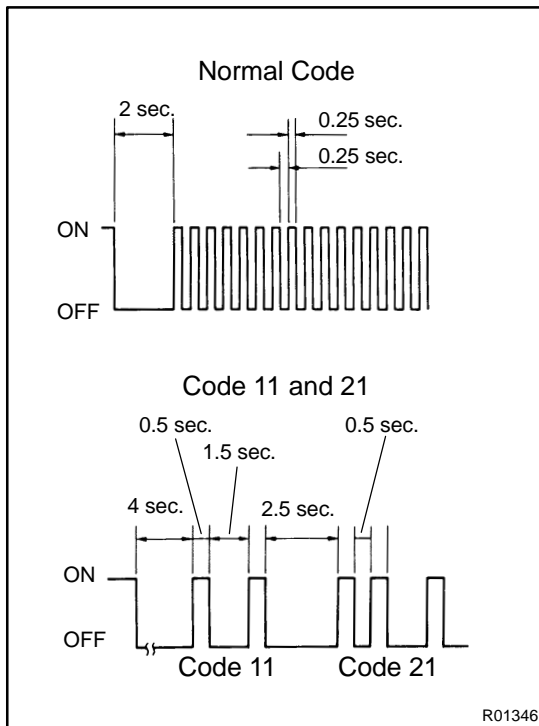 Normal Code
2 sec.
0.25 sec.
0.25 sec.
ON
OFF
Code 11 and 21
0.5 sec.
0.5 sec.
1.5 sec.
4 sec.
2.5 sec.
ON
OFF
Code 11
Code 21
R01346